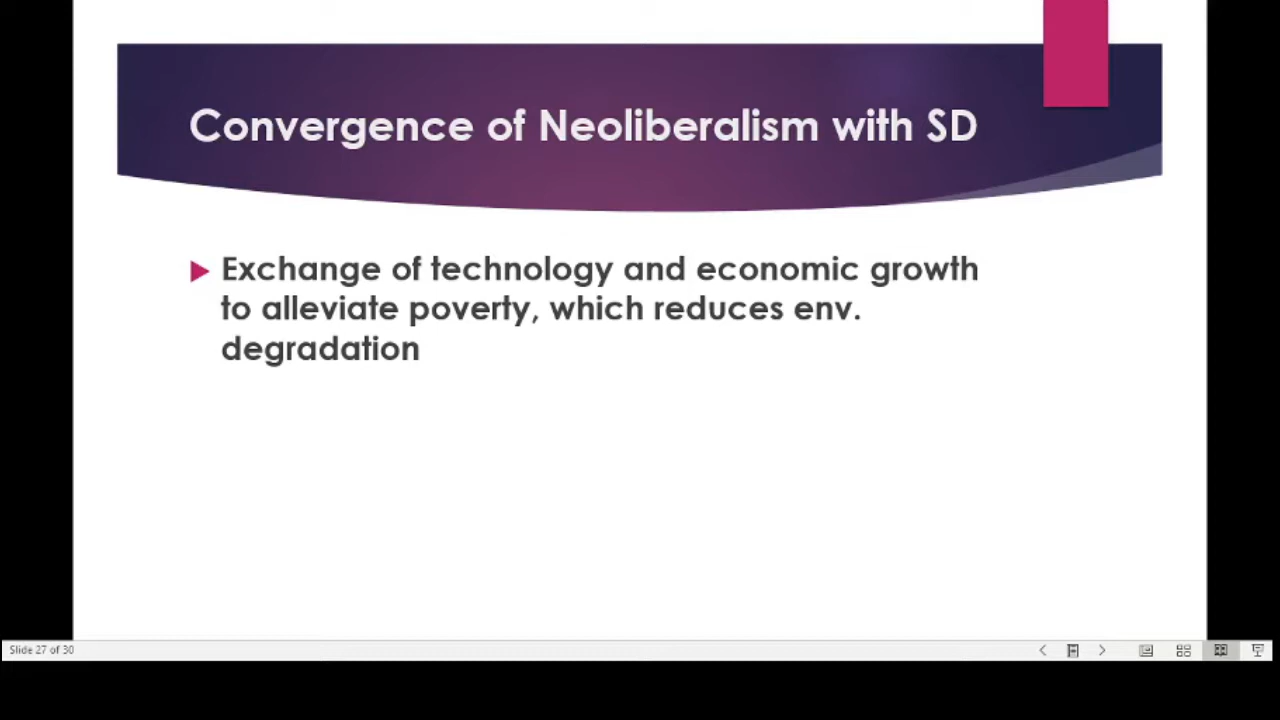 Convergence of Neoliberalism with SD
Exchange of technology and economic growth
to alleviate poverty, which reduces env.
degradation
Slide 27 of 30